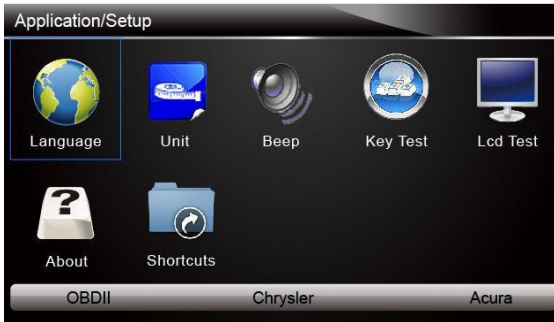 Application/Setup
Language Unit Beep Key Test Lcd Test
?
About Shortcuts
OBDII Chrysler Acura